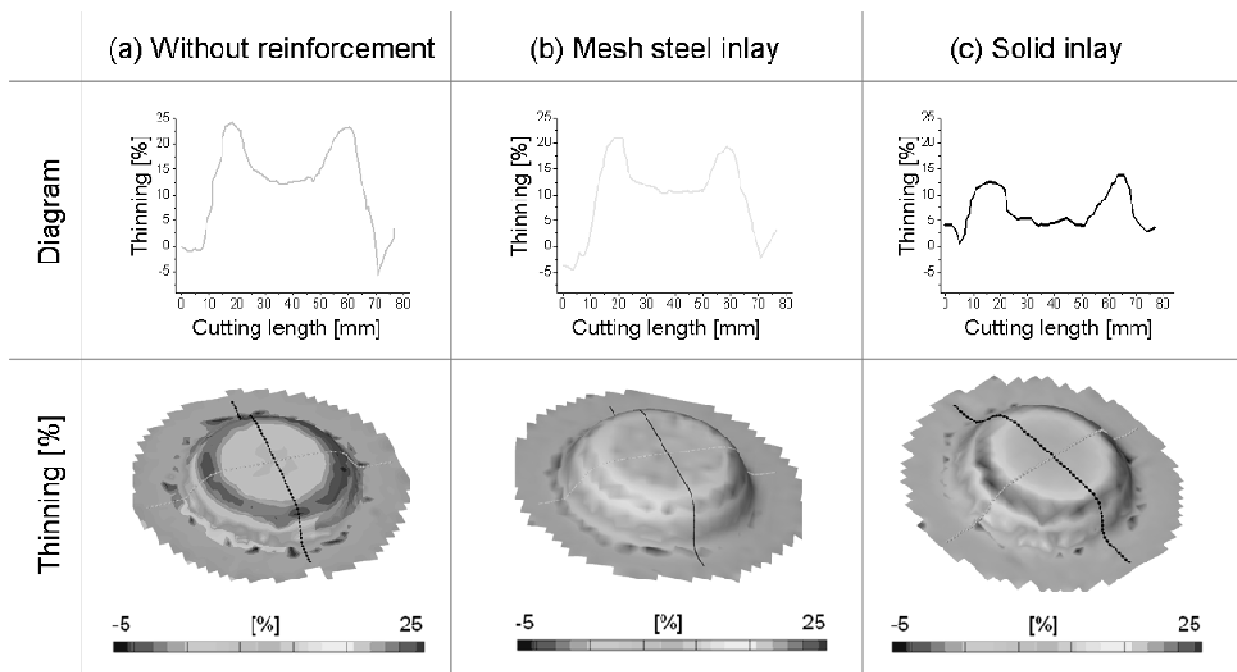 (a) Without reinforcement
(b) Mesh steel inlay
(c) Solid inlay
Diagram
Thinning [%]
25
20
15
10
5
0
-5
0 10 20 30 40 50 60 70 80
Cutting length [mm]
Thinning [%]
25
20
15
10
5
0
-5
0 10 20 30 40 50 60 70 80
Cutting length [mm]
Thinning [%]
25
20
15
10
5
0
-5
0 10 20 30 40 50 60 70 80
Cutting length [mm]
Thinning [%]
-5 [%] 25
-5 [%] 25
-5 [%] 25